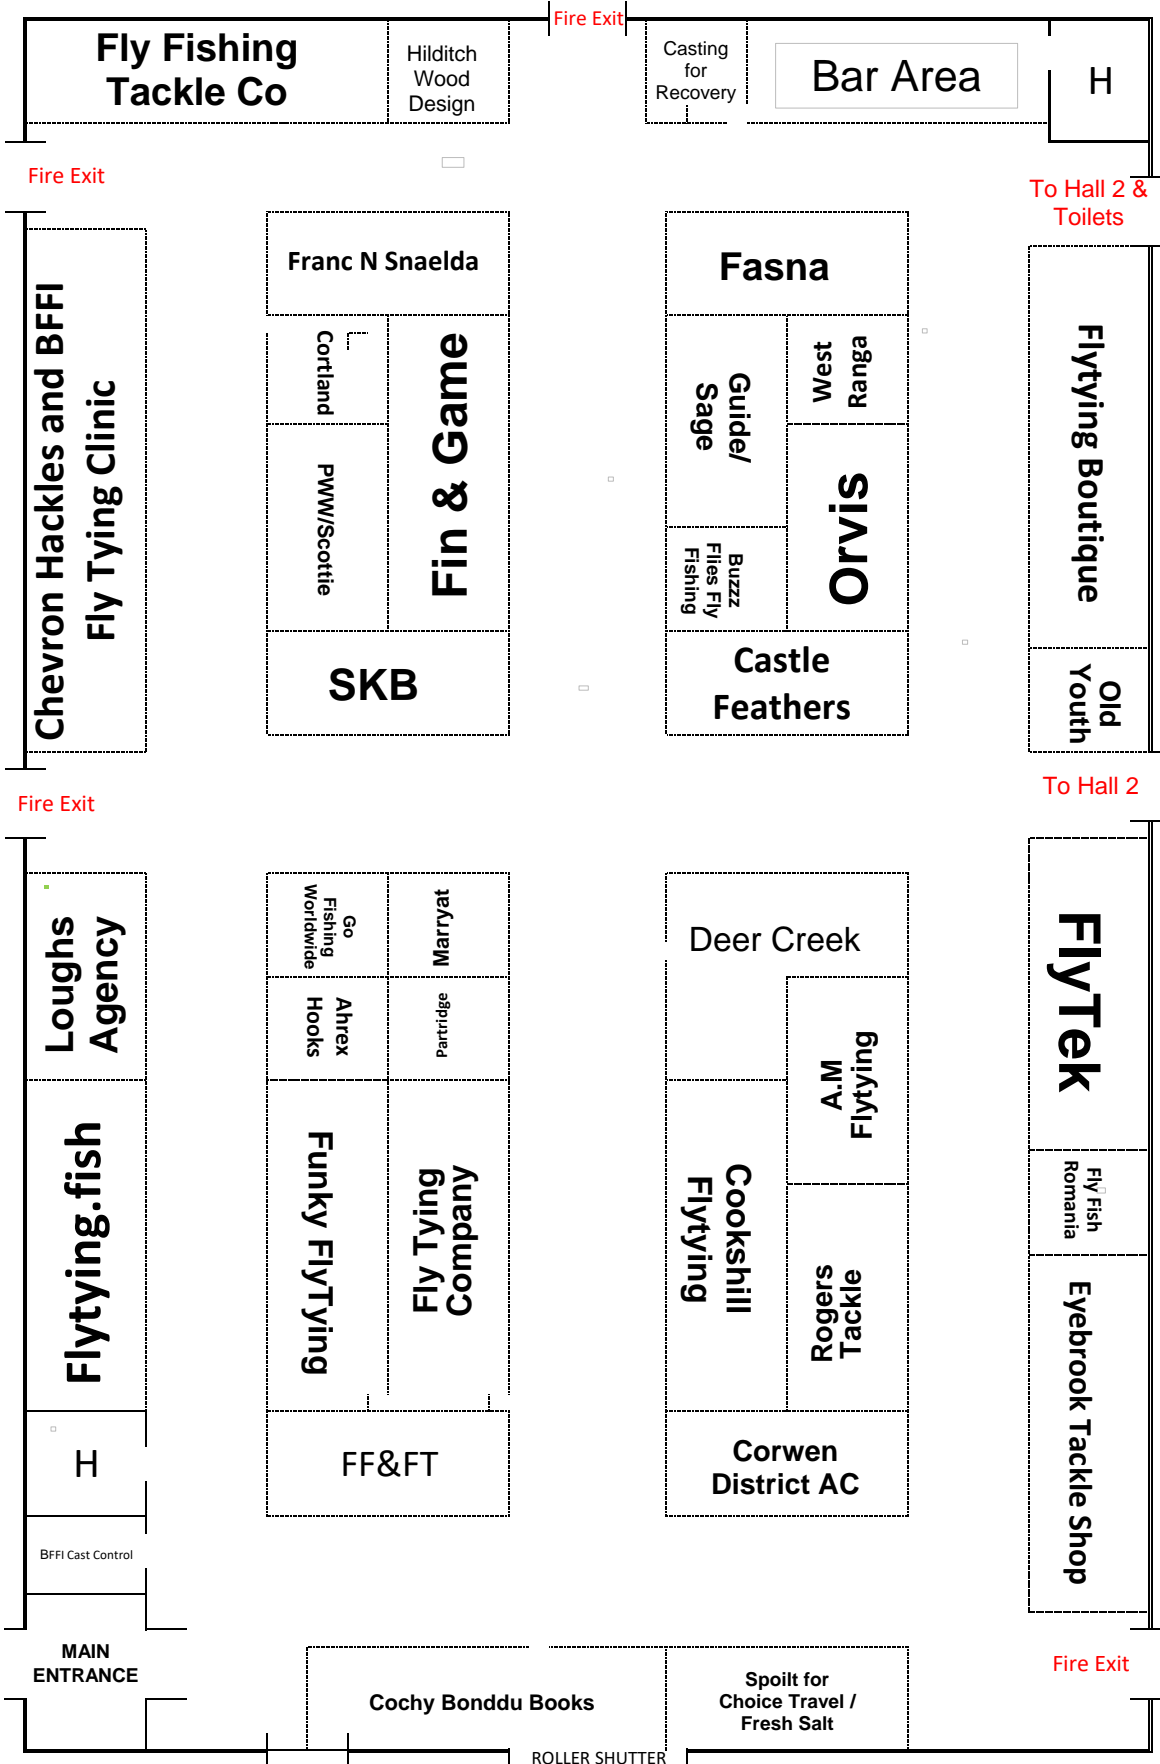 Fire Exit
Fly Fishing
Tackle Co
Hilditch
Wood
Design
Casting
for
Recovery
Bar Area
H
Fire Exit
To Hall 2 &
Toilets
Chevron Hackles and BFFI
Fly Tying Clinic
Franc N Snaelda
Cortland
PWW/Scottie
Fin & Game
SKB
Fasna
Guide/
Sage
West
Ranga
Buzzz
Flies Fly
Fishing
Orvis
Castle
Feathers
Flytying Boutique
Old
Youth
Fire Exit
To Hall 2
Loughs
Agency
Flytying.fish
H
BFFI Cast Control
MAIN
ENTRANCE
Go
Fishing
Worldwide
Marryat
Ahrex
Hooks
Partridge
Funky FlyTying
Fly Tying
Company
FF&FT
Deer Creek
A.M
Flytying
Cookshill
Flytying
Rogers
Tackle
Corwen
District AC
FlyTek
Fly Fish
Romania
Eyebrook Tackle Shop
Fire Exit
Cochy Bonddu Books
Spoilt for
Choice Travel /
Fresh Salt
ROLLER SHUTTER